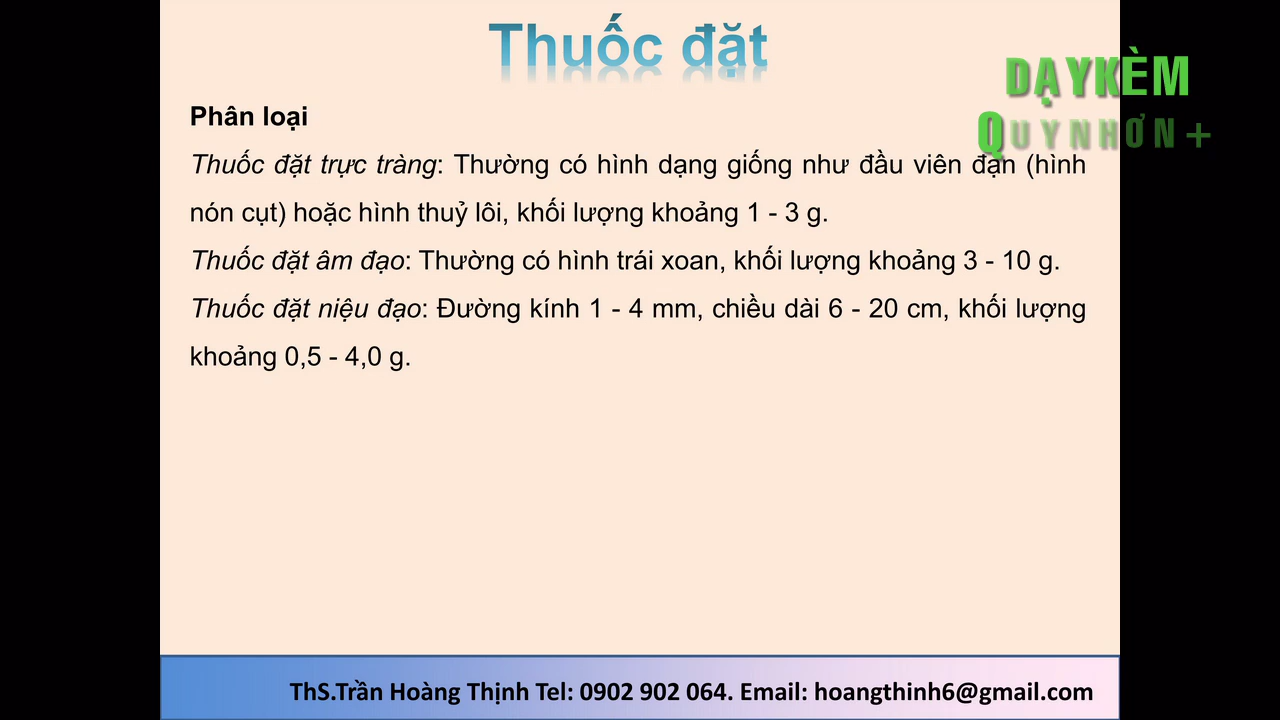 Thuốc đặt
DẠYKÈM
QUYNHƠN+
Phân loại
Thuốc đặt trực tràng: Thường có hình dạng giống như đầu viên đạn (hình
nón cụt) hoặc hình thuỷ lôi, khối lượng khoảng 1 - 3 g.
Thuốc đặt âm đạo: Thường có hình trái xoan, khối lượng khoảng 3 - 10 g.
Thuốc đặt niệu đạo: Đường kính 1 - 4 mm, chiều dài 6 - 20 cm, khối lượng
khoảng 0,5 - 4,0 g.
ThS.Trần Hoàng Thịnh Tel: 0902 902 064. Email: hoangthinh6@gmail.com